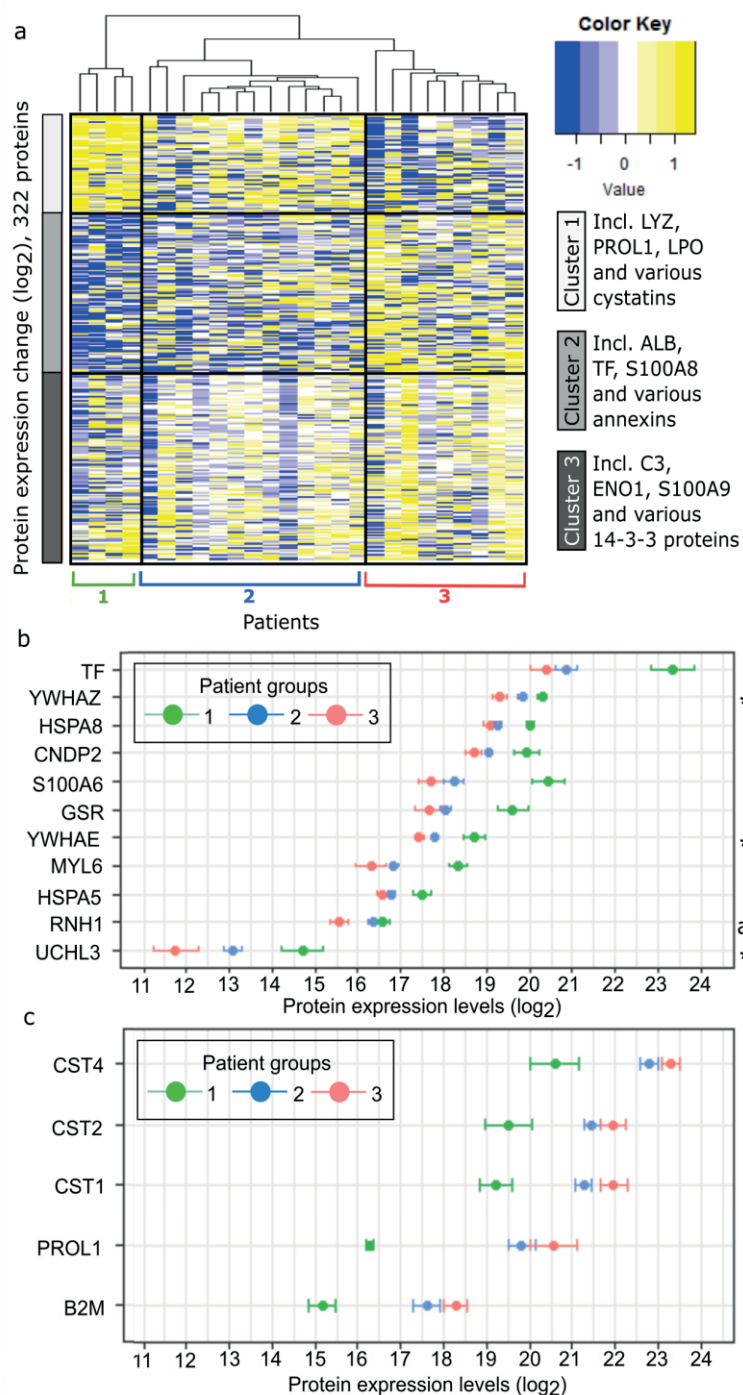 a
Color Key
-1
0
1
Value
Protein expression change (log2), 322 proteins
Cluster 1
Incl. LYZ,
PROL1, LPO
and various
cystatins
Cluster 2
Incl. ALB,
TF, S100A8
and various
annexins
Cluster 3
Incl. C3,
ENO1, S100A9
and various
14-3-3 proteins
1
2
3
Patients
b
Patient groups
1
2
3
TF
YWHAZ
*
HSPA8
CNDP2
S100A6
GSR
YWHAE
*
MYL6
HSPA5
RNH1
a
UCHL3
*
11 12 13 14 15 16 17 18 19 20 21 22 23 24
Protein expression levels (log2)
c
Patient groups
1
2
3
CST4
CST2
CST1
PROL1
B2M
11 12 13 14 15 16 17 18 19 20 21 22 23 24
Protein expression levels (log2)